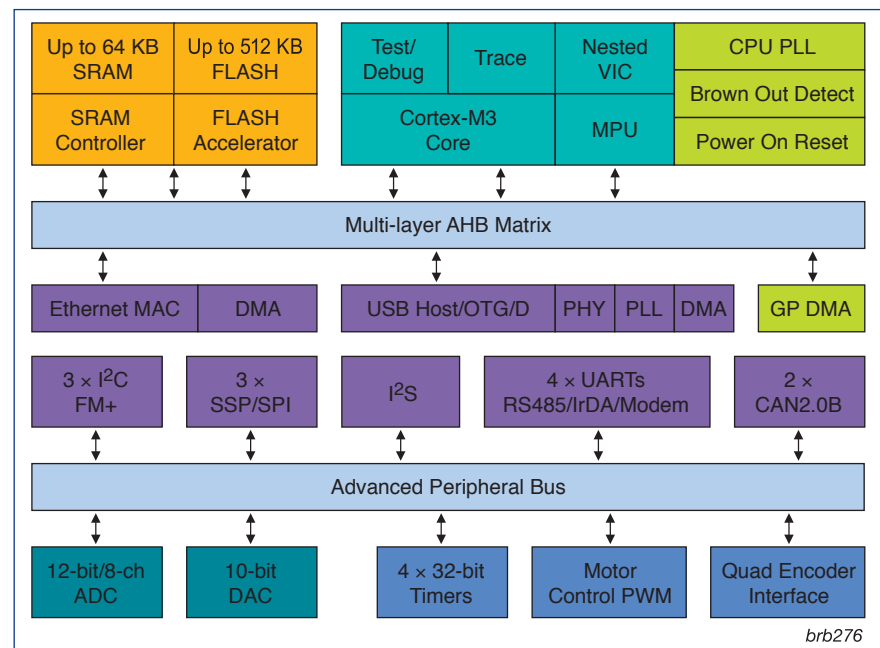 Up to 64 KB
SRAM
Up to 512 KB
FLASH
SRAM
Controller
FLASH
Accelerator
Test/
Debug
Trace
Nested
VIC
Cortex-M3
Core
MPU
CPU PLL
Brown Out Detect
Power On Reset
Multi-layer AHB Matrix
Ethernet MAC
DMA
USB Host/OTG/D
PHY
PLL
DMA
GP DMA
3 × I²C
FM+
3 ×
SSP/SPI
I²S
4 × UARTs
RS485/IrDA/Modem
2 ×
CAN2.0B
Advanced Peripheral Bus
12-bit/8-ch
ADC
10-bit
DAC
4 × 32-bit
Timers
Motor
Control PWM
Quad Encoder
Interface
brb276